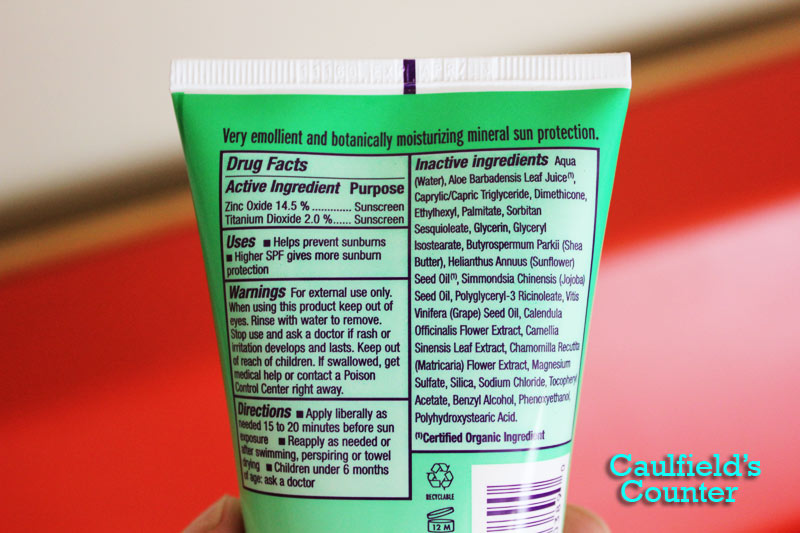 Very emollient and botanically moisturizing mineral sun protection.
Drug Facts
Active Ingredient Purpose
Zinc Oxide 14.5 % ............. Sunscreen
Titanium Dioxide 2.0 %...... Sunscreen
Uses ■ Helps prevent sunburns
■ Higher SPF gives more sunburn
protection
Warnings For external use only.
When using this product keep out of
eyes. Rinse with water to remove.
Stop use and ask a doctor if rash or
irritation develops and lasts. Keep out
of reach of children. If swallowed, get
medical help or contact a Poison
Control Center right away.
Directions ■ Apply liberally as
needed 15 to 20 minutes before sun
exposure ■ Reapply as needed or
after swimming, perspiring or towel
drying ■ Children under 6 months
of age: ask a doctor
Inactive ingredients Aqua
(Water), Aloe Barbadensis Leaf Juice⁽¹⁾,
Caprylic/Capric Triglyceride, Dimethicone,
Ethylhexyl, Palmitate, Sorbitan
Sesquioleate, Glycerin, Glyceryl
Isostearate, Butyrospermum Parkii (Shea
Butter), Helianthus Annuus (Sunflower)
Seed Oil⁽¹⁾, Simmondsia Chinensis (Jojoba)
Seed Oil, Polyglyceryl-3 Ricinoleate, Vitis
Vinifera (Grape) Seed Oil, Calendula
Officinalis Flower Extract, Camellia
Sinensis Leaf Extract, Chamomilla Recutita
(Matricaria) Flower Extract, Magnesium
Sulfate, Silica, Sodium Chloride, Tocopheryl
Acetate, Benzyl Alcohol, Phenoxyethanol,
Polyhydroxystearic Acid.
⁽¹⁾Certified Organic Ingredient
RECYCLABLE
12 M
Caulfield's
Counter